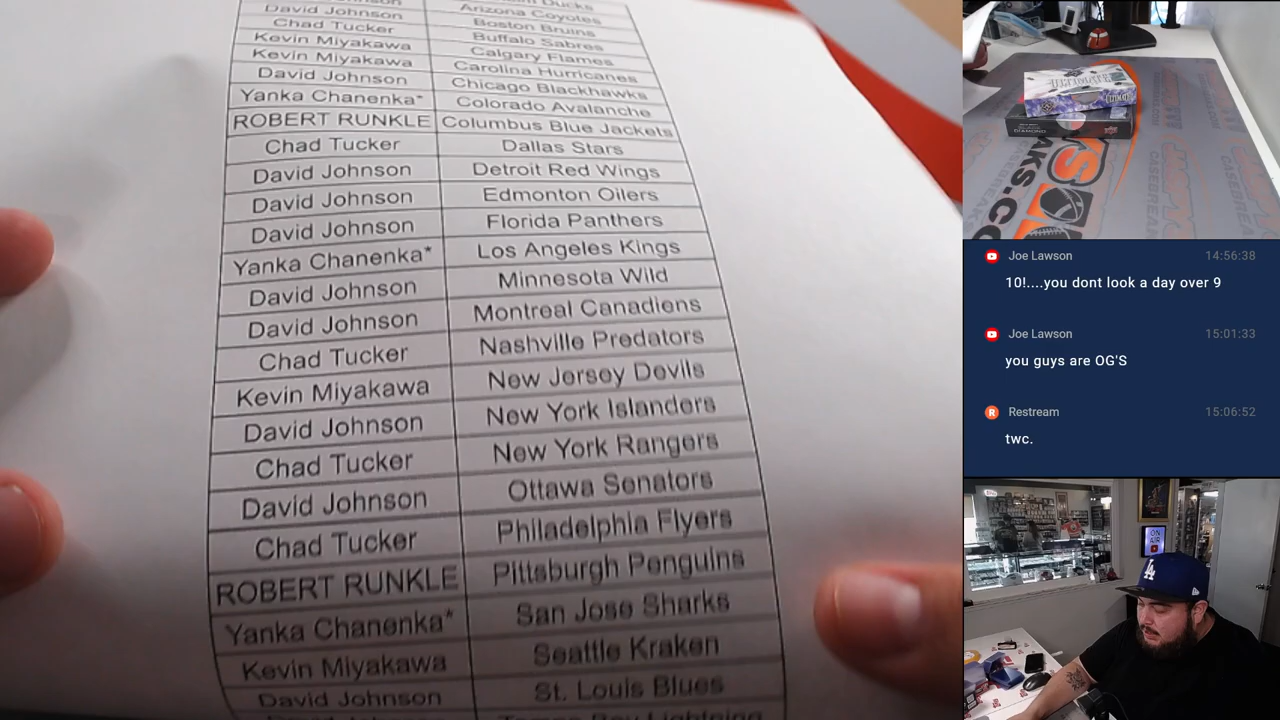 Ducks
Arizona Coyotes
David Johnson Boston Bruins
Chad Tucker Buffalo Sabres
Kevin Miyakawa Calgary Flames
Kevin Miyakawa Carolina Hurricanes
David Johnson Chicago Blackhawks
Yanka Chanenka* Colorado Avalanche
ROBERT RUNKLE Columbus Blue Jackets
Chad Tucker Dallas Stars
David Johnson Detroit Red Wings
David Johnson Edmonton Oilers
David Johnson Florida Panthers
Yanka Chanenka* Los Angeles Kings
David Johnson Minnesota Wild
David Johnson Montreal Canadiens
Chad Tucker Nashville Predators
Kevin Miyakawa New Jersey Devils
David Johnson New York Islanders
Chad Tucker New York Rangers
David Johnson Ottawa Senators
Chad Tucker Philadelphia Flyers
ROBERT RUNKLE Pittsburgh Penguins
Yanka Chanenka* San Jose Sharks
Kevin Miyakawa Seattle Kraken
David Johnson St. Louis Blues
DIAMOND
Joe Lawson 14:56:38
10!....you dont look a day over 9
Joe Lawson 15:01:33
you guys are OG'S
Restream 15:06:52
twc.
ON
AIR
LA